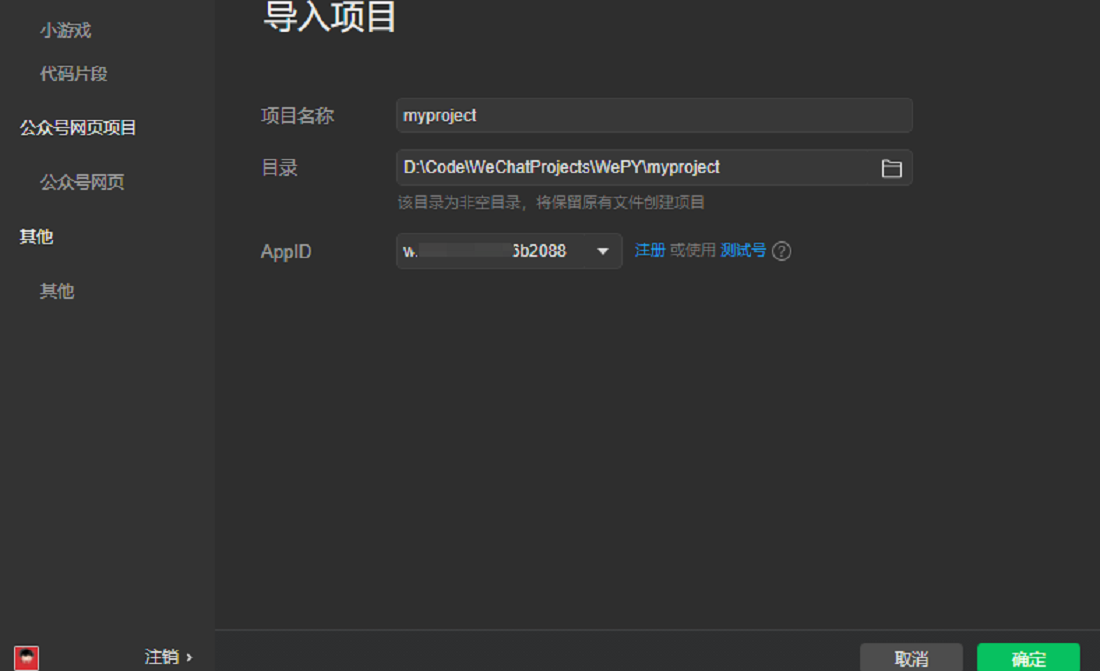 小游戏
代码片段
公众号网页项目
公众号网页
其他
其他
注销 ›
导入项目
项目名称 myproject
目录 D:\Code\WeChatProjects\WePY\myproject
该目录为非空目录，将保留原有文件创建项目
AppID w. 6b2088 注册 或使用 测试号 ?
取消 确定